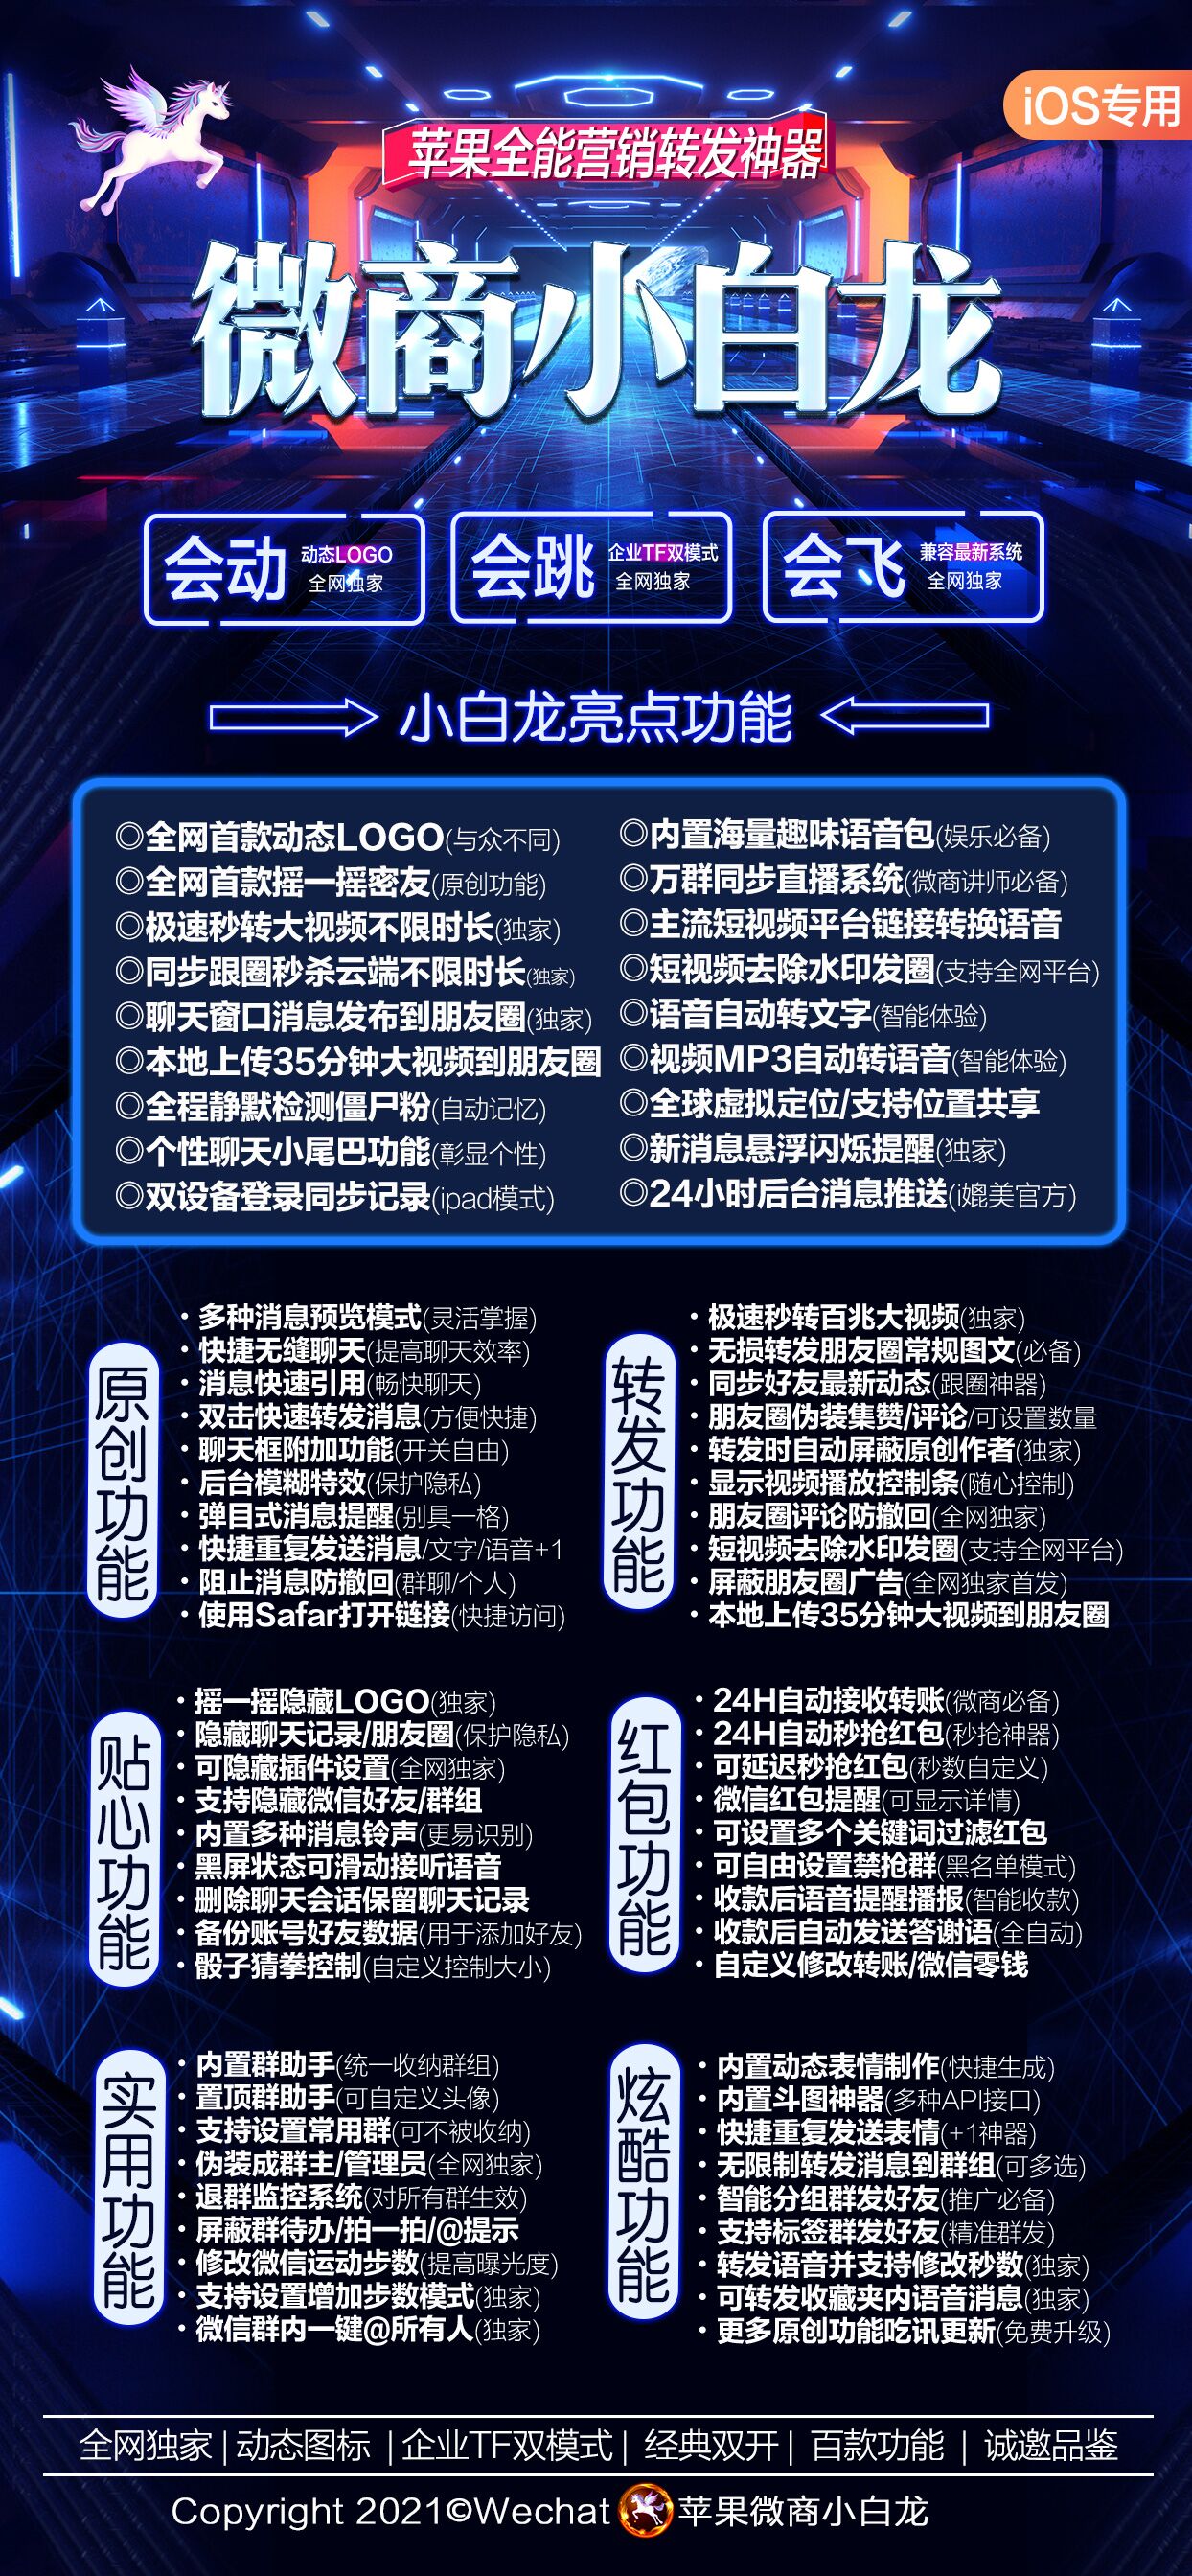 iOS专用
苹果全能营销转发神器
微商小白龙
会动 动态LOGO 全网独家
会跳 企业TF双模式 全网独家
会飞 兼容最新系统 全网独家
小白龙亮点功能
◎全网首款动态LOGO(与众不同)
◎全网首款摇一摇密友(原创功能)
◎极速秒转大视频不限时长(独家)
◎同步跟圈秒杀云端不限时长(独家)
◎聊天窗口消息发布到朋友圈(独家)
◎本地上传35分钟大视频到朋友圈
◎全程静默检测僵尸粉(自动记忆)
◎个性聊天小尾巴功能(彰显个性)
◎双设备登录同步记录(ipad模式)
◎内置海量趣味语音包(娱乐必备)
◎万群同步直播系统(微商讲师必备)
◎主流短视频平台链接转换语音
◎短视频去除水印发圈(支持全网平台)
◎语音自动转文字(智能体验)
◎视频MP3自动转语音(智能体验)
◎全球虚拟定位/支持位置共享
◎新消息悬浮闪烁提醒(独家)
◎24小时后台消息推送(i媲美官方)
原创功能
·多种消息预览模式(灵活掌握)
·快捷无缝聊天(提高聊天效率)
·消息快速引用(畅快聊天)
·双击快速转发消息(方便快捷)
·聊天框附加功能(开关自由)
·后台模糊特效(保护隐私)
·弹目式消息提醒(别具一格)
·快捷重复发送消息/文字/语音+1
·阻止消息防撤回(群聊/个人)
·使用Safar打开链接(快捷访问)
转发功能
·极速秒转百兆大视频(独家)
·无损转发朋友圈常规图文(必备)
·同步好友最新动态(跟圈神器)
·朋友圈伪装集赞/评论/可设置数量
·转发时自动屏蔽原创作者(独家)
·显示视频播放控制条(随心控制)
·朋友圈评论防撤回(全网独家)
·短视频去除水印发圈(支持全网平台)
·屏蔽朋友圈广告(全网独家首发)
·本地上传35分钟大视频到朋友圈
贴心功能
·摇一摇隐藏LOGO(独家)
·隐藏聊天记录/朋友圈(保护隐私)
·可隐藏插件设置(全网独家)
·支持隐藏微信好友/群组
·内置多种消息铃声(更易识别)
·黑屏状态可滑动接听语音
·删除聊天会话保留聊天记录
·备份账号好友数据(用于添加好友)
·骰子猜拳控制(自定义控制大小)
红包功能
·24H自动接收转账(微商必备)
·24H自动秒抢红包(秒抢神器)
·可延迟秒抢红包(秒数自定义)
·微信红包提醒(可显示详情)
·可设置多个关键词过滤红包
·可自由设置禁抢群(黑名单模式)
·收款后语音提醒播报(智能收款)
·收款后自动发送答谢语(全自动)
·自定义修改转账/微信零钱
实用功能
·内置群助手(统一收纳群组)
·置顶群助手(可自定义头像)
·支持设置常用群(可不被收纳)
·伪装成群主/管理员(全网独家)
·退群监控系统(对所有群生效)
·屏蔽群待办/拍一拍/@提示
·修改微信运动步数(提高曝光度)
·支持设置增加步数模式(独家)
·微信群内一键@所有人(独家)
炫酷功能
·内置动态表情制作(快捷生成)
·内置斗图神器(多种API接口)
·快捷重复发送表情(+1神器)
·无限制转发消息到群组(可多选)
·智能分组群发好友(推广必备)
·支持标签群发好友(精准群发)
·转发语音并支持修改秒数(独家)
·可转发收藏夹内语音消息(独家)
·更多原创功能吃讯更新(免费升级)
全网独家 | 动态图标 | 企业TF双模式 | 经典双开 | 百款功能 | 诚邀品鉴
Copyright 2021©Wechat 苹果微商小白龙